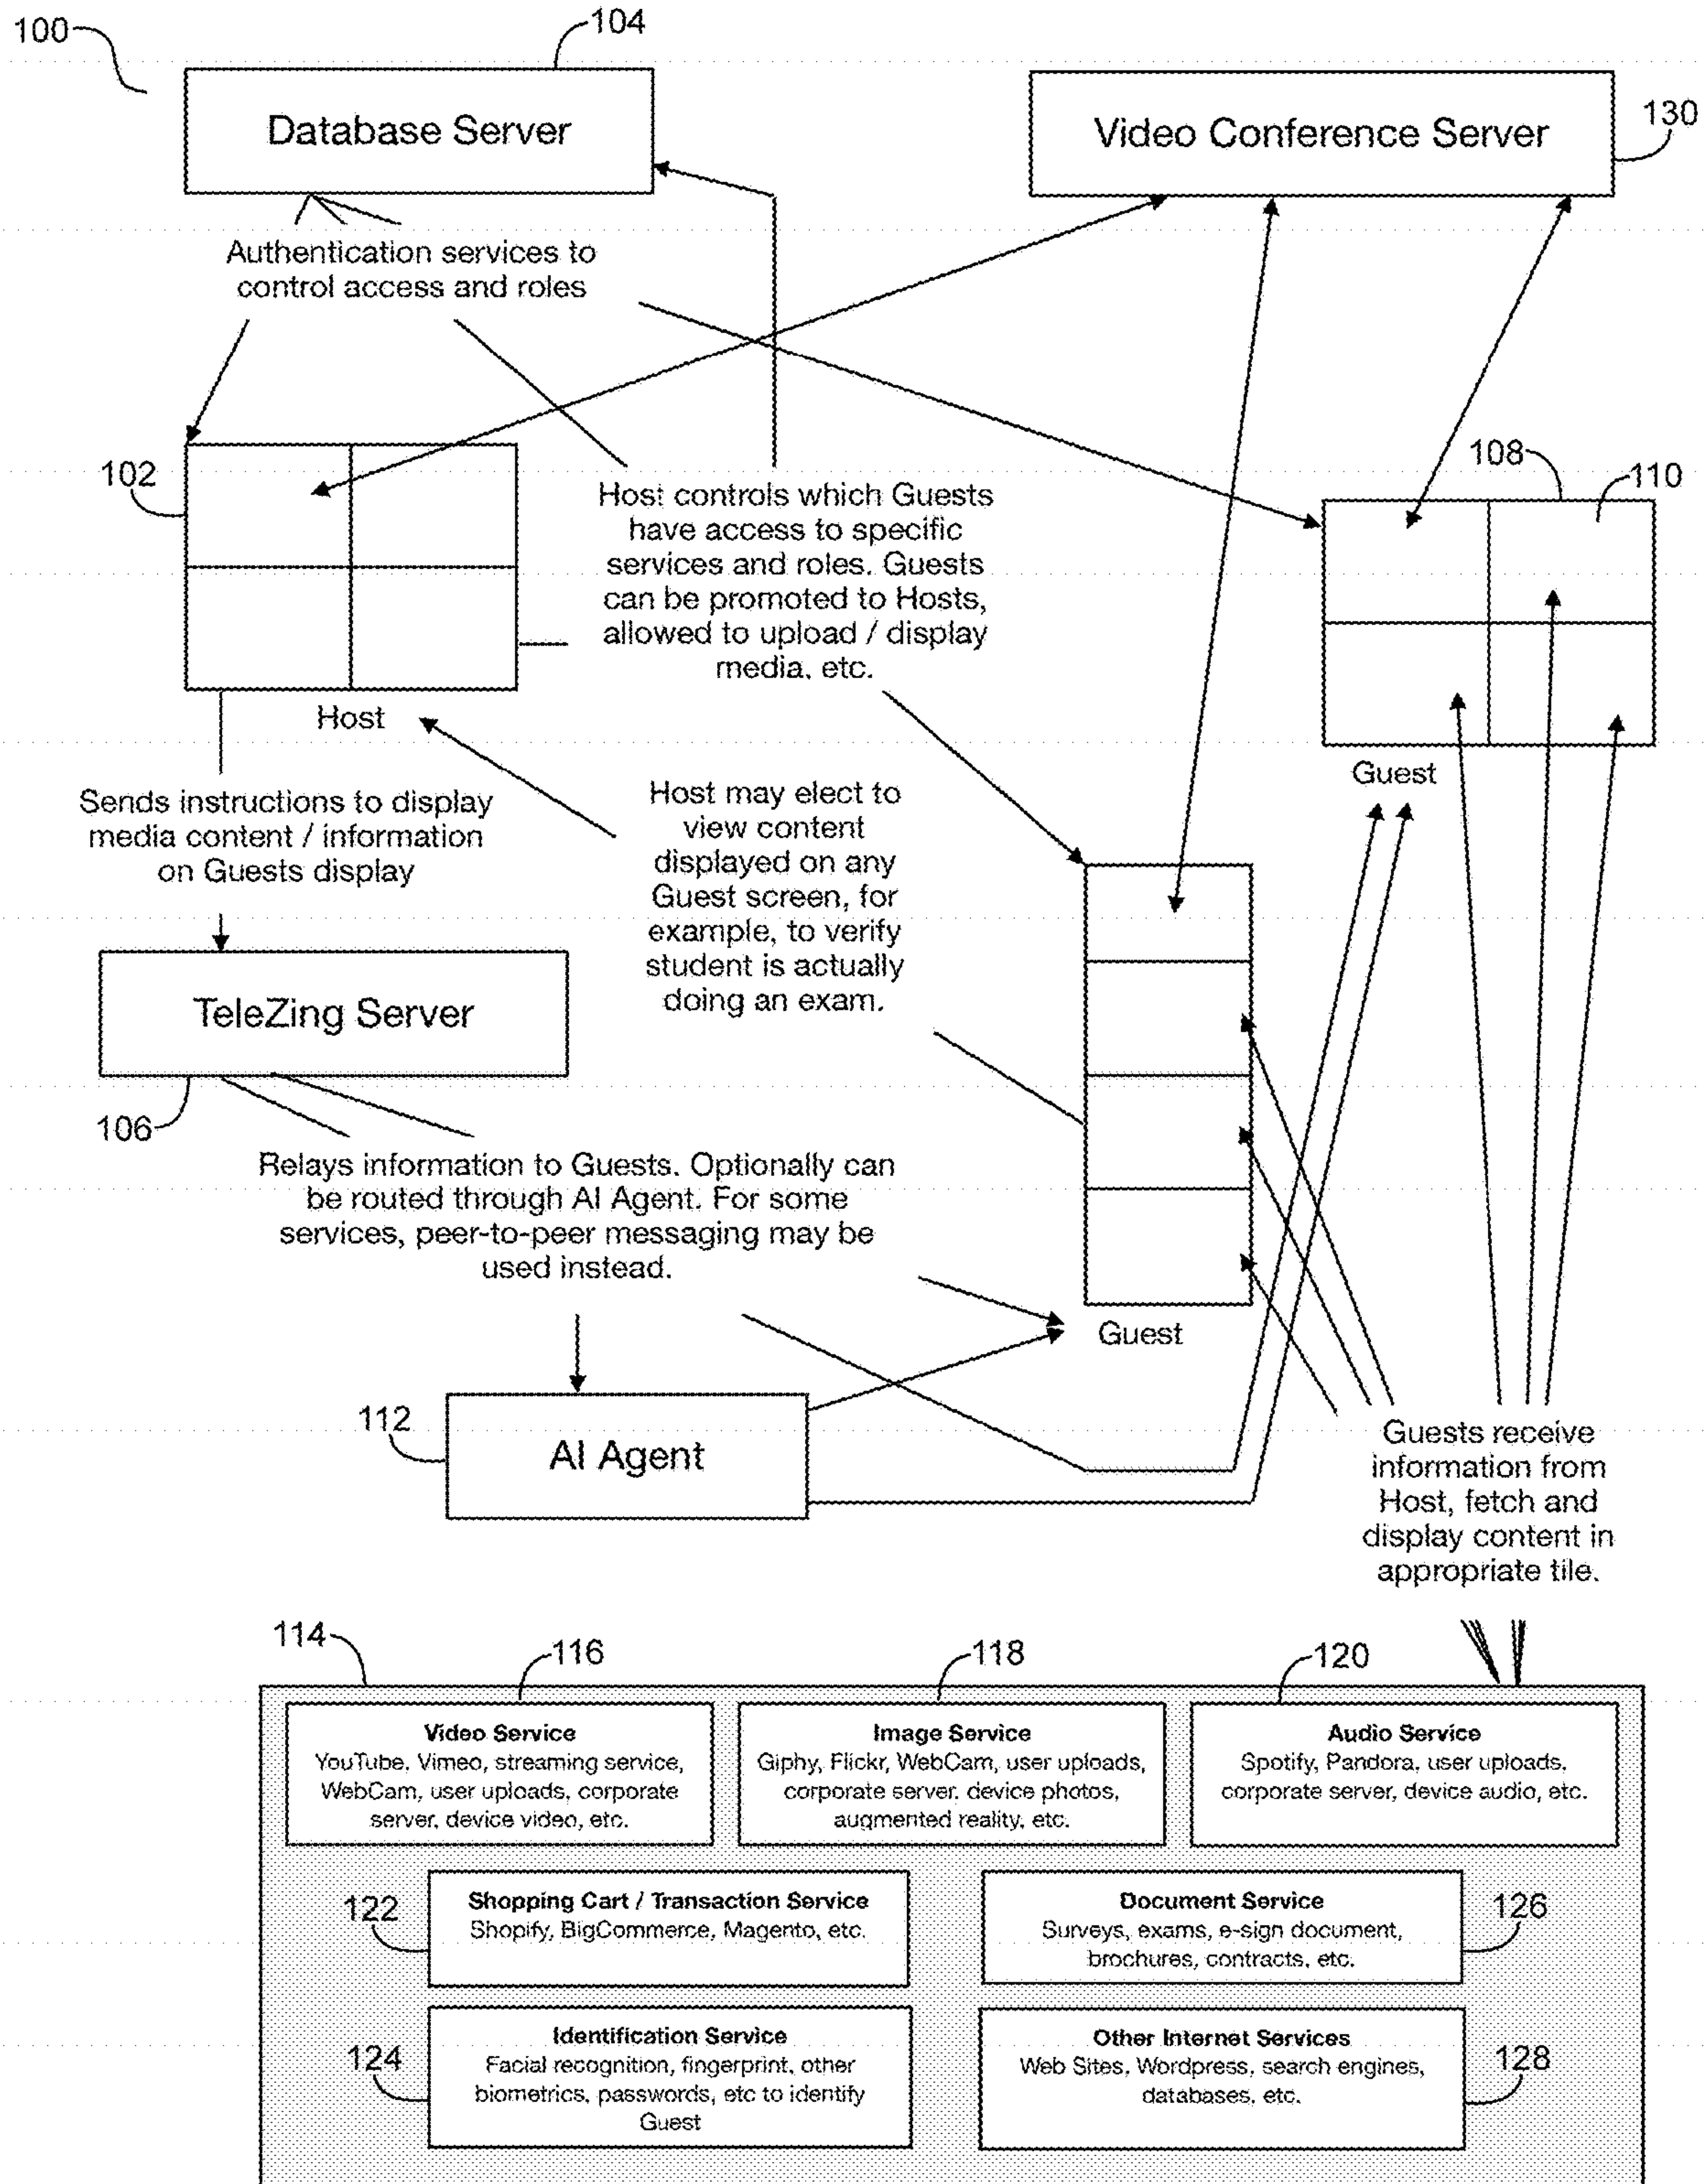 100
104
Database Server
Video Conference Server
130
Authentication services to
control access and roles
102
108
110
Host controls which Guests
have access to specific
services and roles. Guests
can be promoted to Hosts,
allowed to upload / display
media, etc.
Host
Guest
Sends instructions to display
media content / information
on Guests display
Host may elect to
view content
displayed on any
Guest screen, for
example, to verify
student is actually
doing an exam.
TeleZing Server
106
Relays information to Guests. Optionally can
be routed through AI Agent. For some
services, peer-to-peer messaging may be
used instead.
Guest
112
AI Agent
Guests receive
information from
Host, fetch and
display content in
appropriate tile.
114
116
118
120
Video Service
YouTube, Vimeo, streaming service,
WebCam, user uploads, corporate
server, device video, etc.
Image Service
Giphy, Flickr, WebCam, user uploads,
corporate server, device photos,
augmented reality, etc.
Audio Service
Spotify, Pandora, user uploads,
corporate server, device audio, etc.
122
Shopping Cart / Transaction Service
Shopify, BigCommerce, Magento, etc.
Document Service
Surveys, exams, e-sign document,
brochures, contracts, etc.
126
124
Identification Service
Facial recognition, fingerprint, other
biometrics, passwords, etc to identify
Guest
Other Internet Services
Web Sites, Wordpress, search engines,
databases, etc.
128